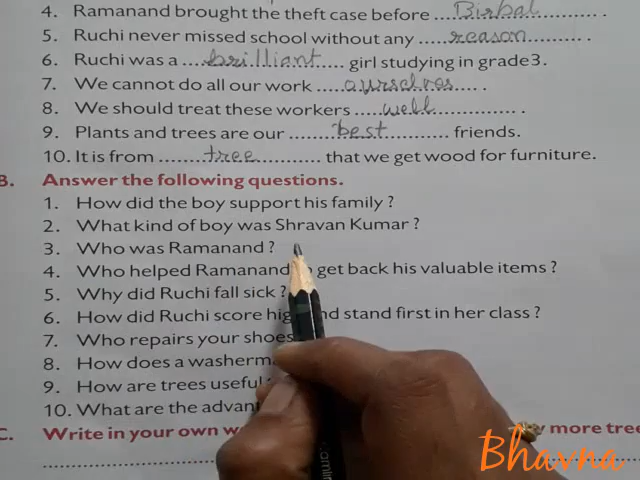 4. Ramanand brought the theft case before ....Birbal............
5. Ruchi never missed school without any .....reason...........
6. Ruchi was a ....brilliant.... girl studying in grade3.
7. We cannot do all our work ....ourselves.... .
8. We should treat these workers ....well...............
9. Plants and trees are our ........best........... friends.
10. It is from ........tree............ that we get wood for furniture.
B. Answer the following questions.
1. How did the boy support his family ?
2. What kind of boy was Shravan Kumar ?
3. Who was Ramanand ?
4. Who helped Ramanand to get back his valuable items ?
5. Why did Ruchi fall sick ?
6. How did Ruchi score high and stand first in her class ?
7. Who repairs your shoes
8. How does a washerma
9. How are trees useful
10. What are the advan
C. Write in your own w more tree
Bhavna